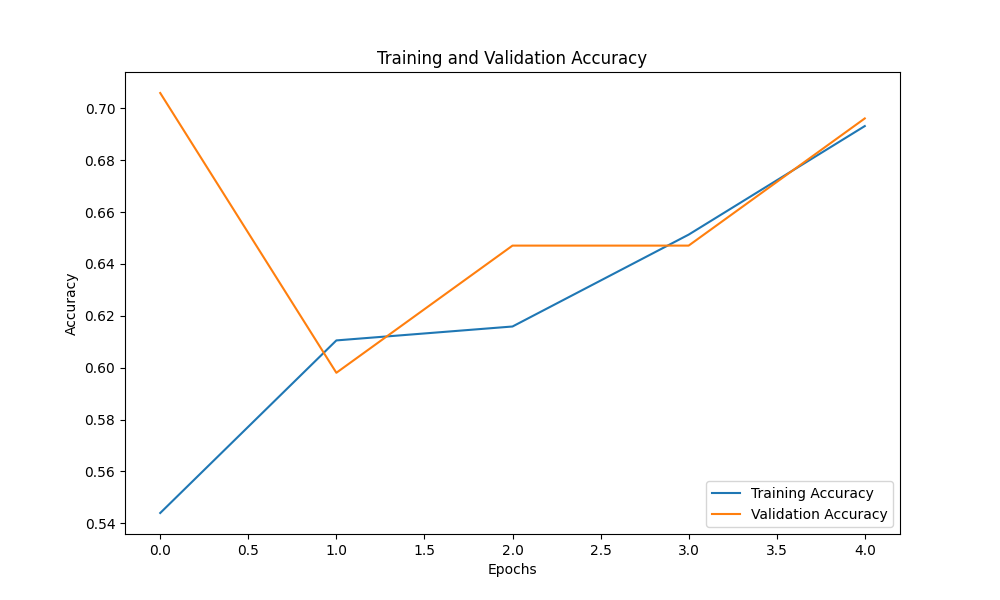 Training and Validation Accuracy
Accuracy
0.70
0.68
0.66
0.64
0.62
0.60
0.58
0.56
0.54
0.0 0.5 1.0 1.5 2.0 2.5 3.0 3.5 4.0
Epochs
Training Accuracy
Validation Accuracy